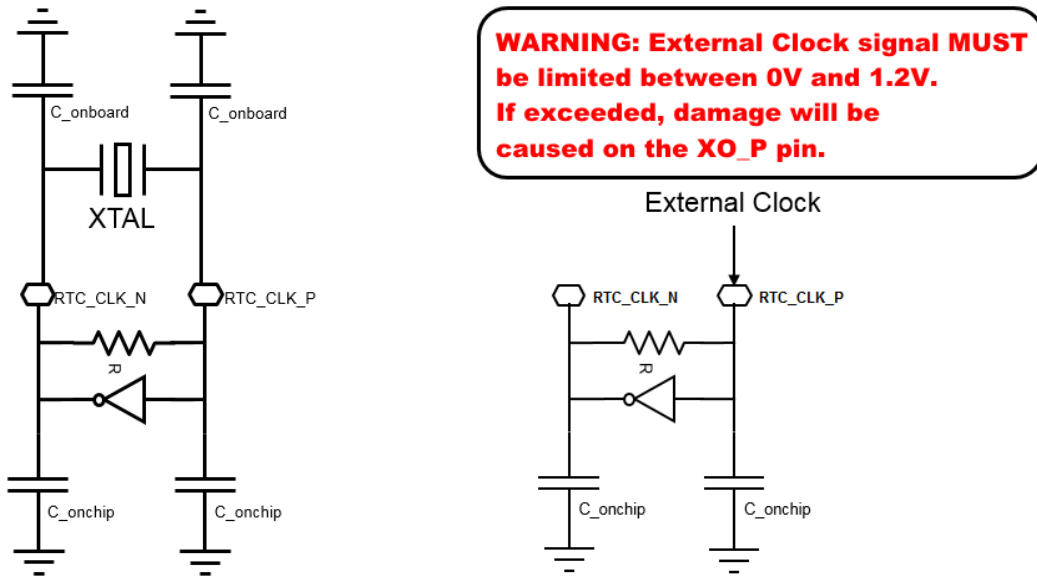 C_onboard
C_onboard
XTAL
RTC_CLK_N
RTC_CLK_P
R
C_onchip
C_onchip
WARNING: External Clock signal MUST
be limited between 0V and 1.2V.
If exceeded, damage will be
caused on the XO_P pin.
External Clock
RTC_CLK_N
RTC_CLK_P
R
C_onchip
C_onchip